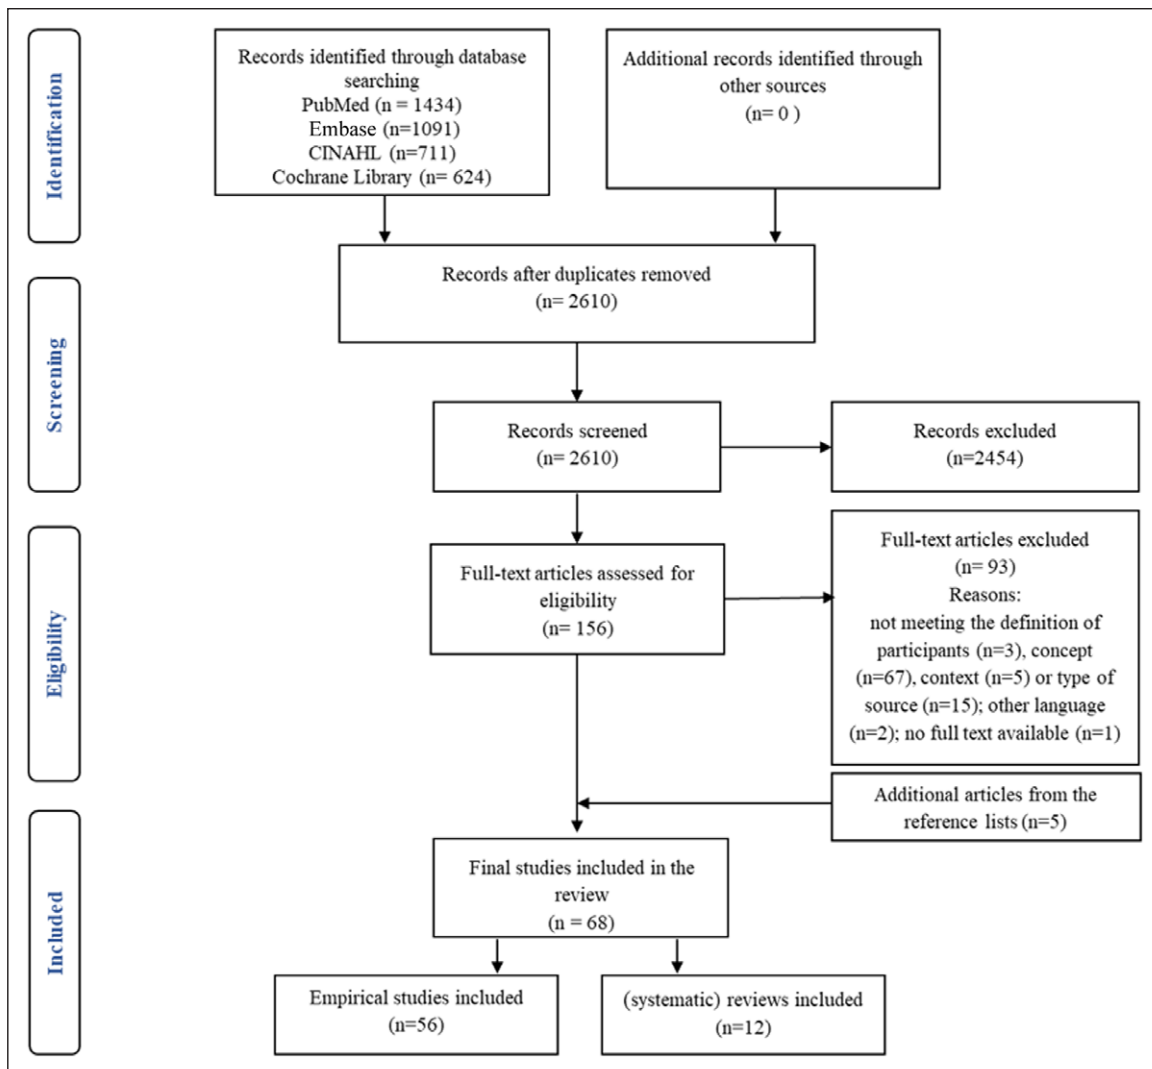 Identification
Records identified through database
searching
PubMed (n = 1434)
Embase (n=1091)
CINAHL (n=711)
Cochrane Library (n= 624)
Additional records identified through
other sources
(n= 0 )
Records after duplicates removed
(n= 2610)
Screening
Records screened
(n= 2610)
Records excluded
(n=2454)
Eligibility
Full-text articles assessed for
eligibility
(n= 156)
Full-text articles excluded
(n= 93)
Reasons:
not meeting the definition of
participants (n=3), concept
(n=67), context (n=5) or type of
source (n=15); other language
(n=2); no full text available (n=1)
Additional articles from the
reference lists (n=5)
Included
Final studies included in the
review
(n = 68)
Empirical studies included
(n=56)
(systematic) reviews included
(n=12)